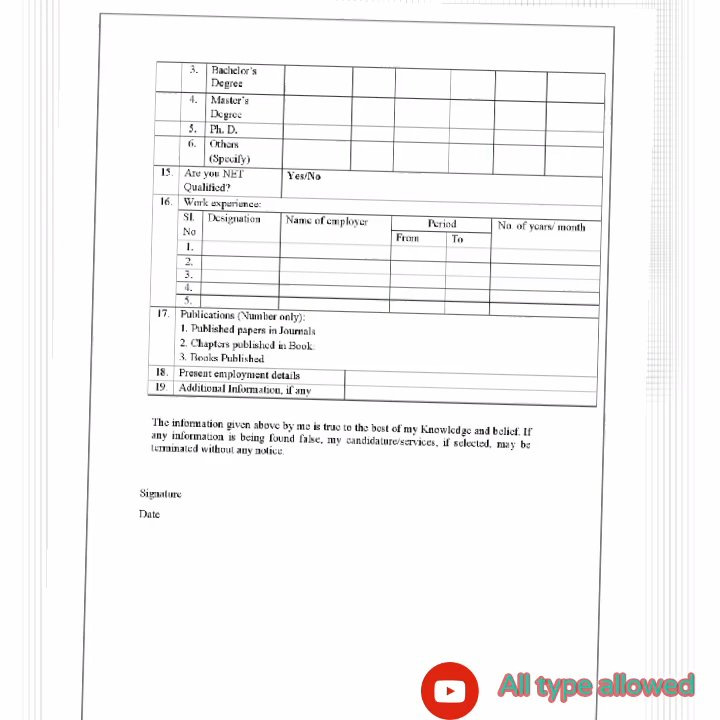 3. Bachelor's
Degree
4. Master's
Degree
5. Ph. D.
6. Others
(Specify)
15. Are you NET Yes/No
Qualified?
16. Work experience:
Sl. Designation Name of employer Period No. of years/ month
No From To
1.
2.
3.
4.
5.
17. Publications (Number only):
1. Published papers in Journals
2. Chapters published in Book:
3. Books Published
18. Present employment details
19. Additional Information, if any
The information given above by me is true to the best of my Knowledge and belief. If
any information is being found false, my candidature/services, if selected, may be
terminated without any notice.
Signature
Date
All type allowed